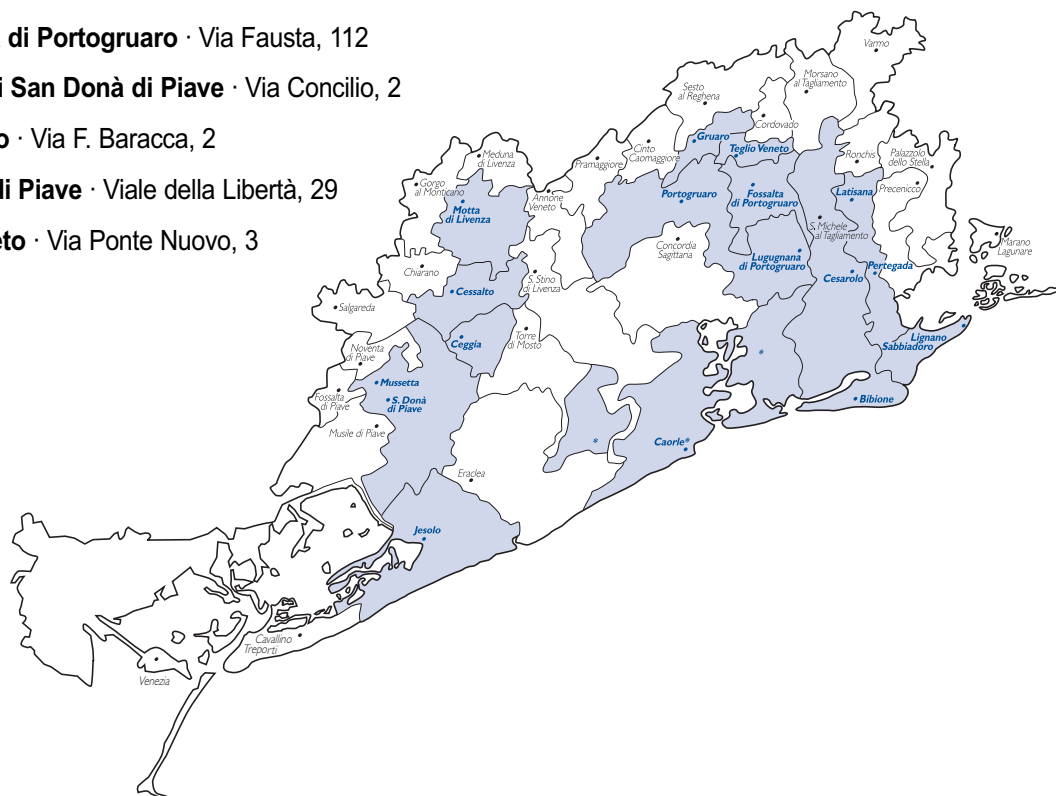 di Portogruaro · Via Fausta, 112
San Donà di Piave · Via Concilio, 2
· Via F. Baracca, 2
di Piave · Viale della Libertà, 29
· Via Ponte Nuovo, 3
Varmo
Morsano
al Tagliamento
Sesto
al Reghena
Cordovado
Gruaro
Teglio Veneto
Cinto
Caomaggiore
Pramaggiore
Meduna
di Livenza
Gorgo
al Monticano
Motta
di Livenza
Annone
Veneto
Portogruaro
Fossalta
di Portogruaro
Ronchis
Palazzolo
dello Stella
Precenicco
Latisana
S. Michele
al Tagliamento
Concordia
Sagittaria
Lugugnana
di Portogruaro
Marano
Lagunare
Pertegada
Cesarolo
Chiarano
S. Stino
di Livenza
Cessalto
Salgareda
Ceggia
Torre
di Mosto
Lignano
Sabbiadoro
Noventa
di Piave
*
Mussetta
Fossalta
di Piave
S. Donà
di Piave
Bibione
Musile di Piave
*
Caorle*
Eraclea
Jesolo
Cavallino
Treporti
Venezia